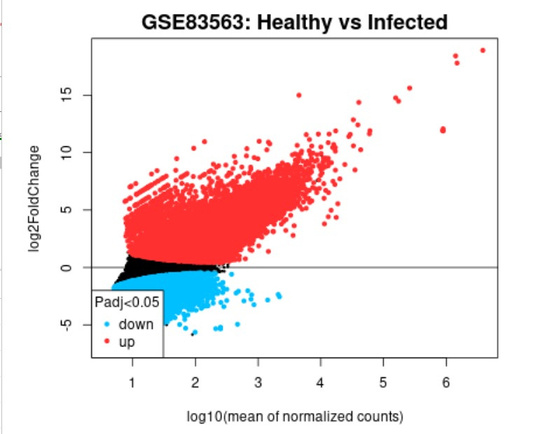 GSE83563: Healthy vs Infected
log2FoldChange
15
10
5
0
-5
Padj<0.05
down
up
1
2
3
4
5
6
log10(mean of normalized counts)